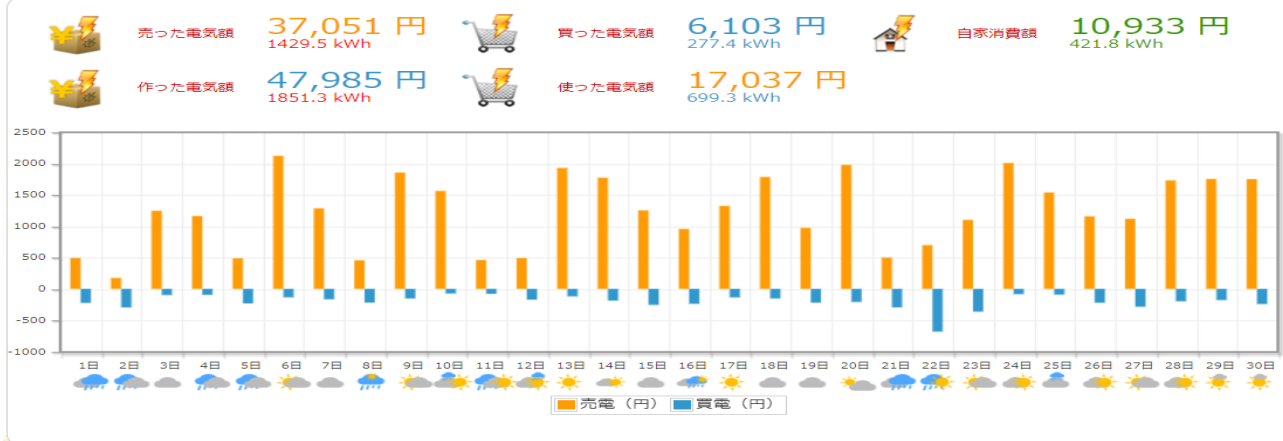 売った電気額 37,051 円 買った電気額 6,103 円 自家消費額 10,933 円
1429.5 kWh 277.4 kWh 421.8 kWh
作った電気額 47,985 円 使った電気額 17,037 円
1851.3 kWh 699.3 kWh
2500
2000
1500
1000
500
0
-500
-1000
1日 2日 3日 4日 5日 6日 7日 8日 9日 10日 11日 12日 13日 14日 15日 16日 17日 18日 19日 20日 21日 22日 23日 24日 25日 26日 27日 28日 29日 30日
売電（円） 買電（円）